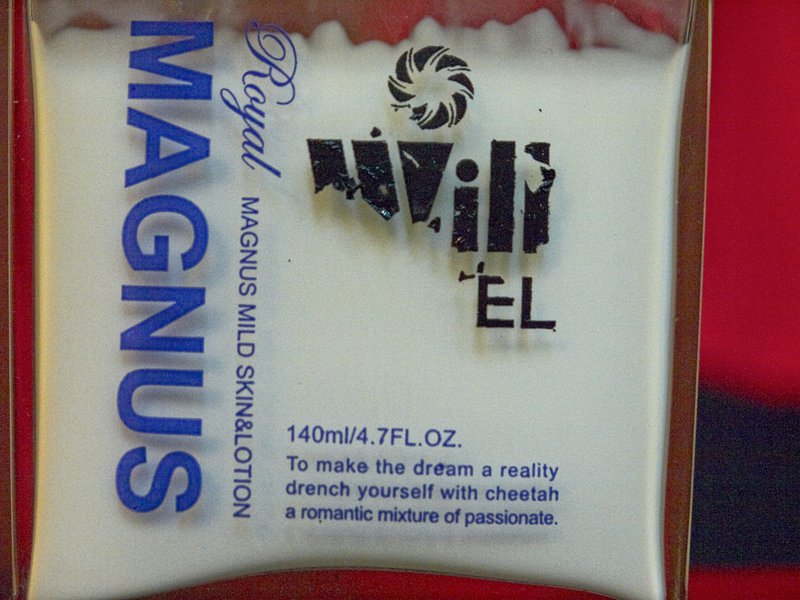 MAGNUS
Royal
MAGNUS MILD SKIN&LOTION
Will
EL
140ml/4.7FL.OZ.
To make the dream a reality
drench yourself with cheetah
a romantic mixture of passionate.